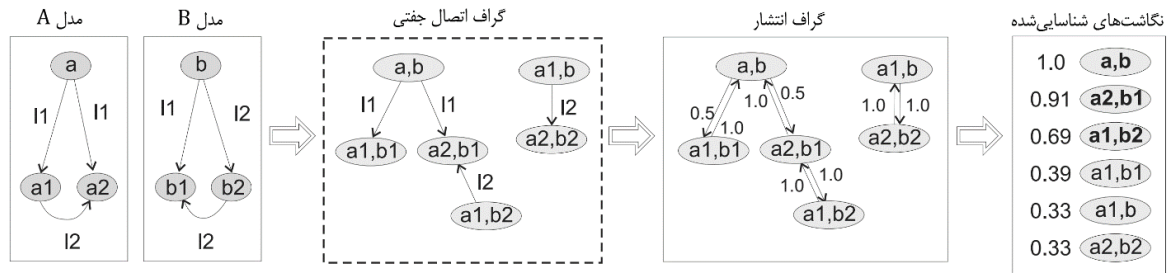 مدل A
a
l1
l1
a1
a2
l2
مدل B
b
l1
l2
b1
b2
l2
گراف اتصال جفتی
a,b
a1,b
l1
l1
l2
a1,b1
a2,b1
a2,b2
l2
a1,b2
گراف انتشار
a,b
a1,b
0.5
1.0
1.0
0.5
1.0
1.0
a1,b1
a2,b1
a2,b2
1.0
1.0
a1,b2
نگاشت‌های شناسایی‌شده
1.0 a,b
0.91 a2,b1
0.69 a1,b2
0.39 a1,b1
0.33 a1,b
0.33 a2,b2